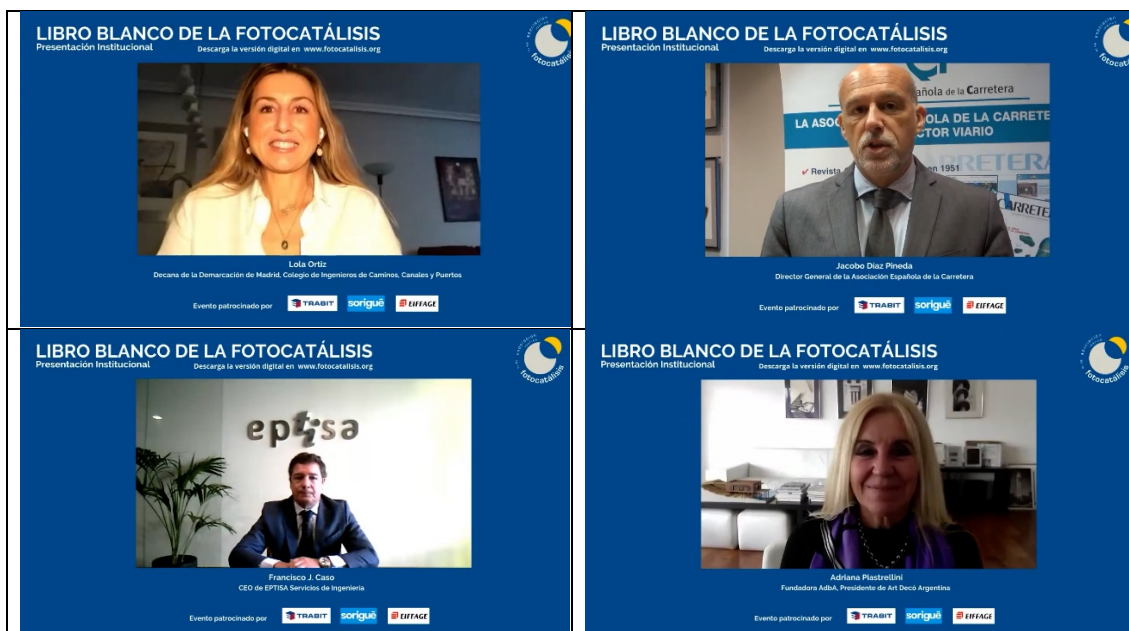 LIBRO BLANCO DE LA FOTOCATÁLISIS
Presentación Institucional Descarga la versión digital en www.fotocatalisis.org
fotocatálisis
Lola Ortiz
Decana de la Demarcación de Madrid, Colegio de Ingenieros de Caminos, Canales y Puertos
Evento patrocinado por TRABIT sorigué EIFFAGE
LIBRO BLANCO DE LA FOTOCATÁLISIS
Presentación Institucional Descarga la versión digital en www.fotocatalisis.org
fotocat
añola de la Carretera
LA ASOC OLA DE LA CARRETE
CTOR VIARIO
RRETERA
Revista en 1951
CARRETE
Jacobo Díaz Pineda
Director General de la Asociación Española de la Carretera
Evento patrocinado por TRABIT sorigué EIFFAGE
LIBRO BLANCO DE LA FOTOCATÁLISIS
Presentación Institucional Descarga la versión digital en www.fotocatalisis.org
fotocatálisis
eptisa
Francisco J. Caso
CEO de EPTISA Servicios de Ingeniería
Evento patrocinado por TRABIT sorigué EIFFAGE
LIBRO BLANCO DE LA FOTOCATÁLISIS
Presentación Institucional Descarga la versión digital en www.fotocatalisis.org
fotocatálisis
Adriana Piastrellini
Fundadora AdbA, Presidente de Art Decó Argentina
Evento patrocinado por TRABIT sorigué EIFFAGE